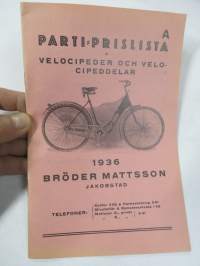 A
PARTI-PRISLISTA
VELOCIPEDER OCH VELO-
CIPEDDELAR
1936
BRÖDER MATTSSON
JAKOBSTAD
TELEFONER: